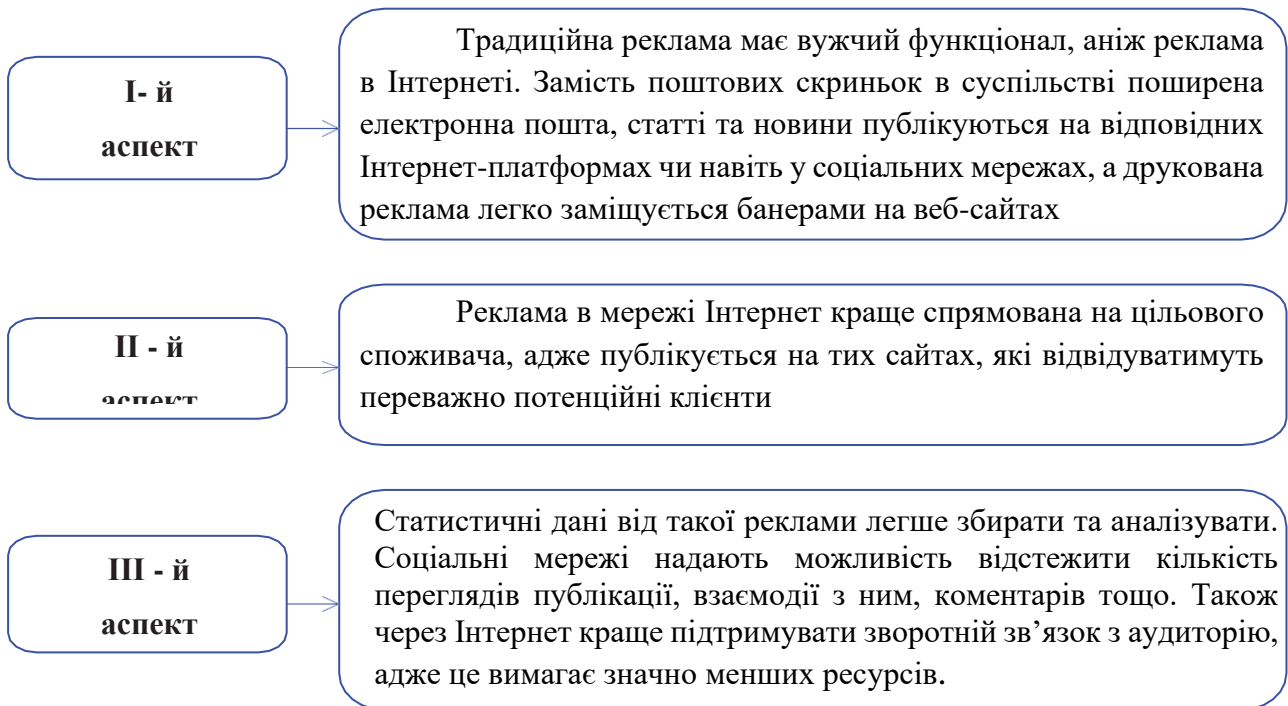 І- й
аспект
Традиційна реклама має вужчий функціонал, аніж реклама
в Інтернеті. Замість поштових скриньок в суспільстві поширена
електронна пошта, статті та новини публікуються на відповідних
Інтернет-платформах чи навіть у соціальних мережах, а друкована
реклама легко заміщується банерами на веб-сайтах
ІІ - й
аспект
Реклама в мережі Інтернет краще спрямована на цільового
споживача, адже публікується на тих сайтах, які відвідуватимуть
переважно потенційні клієнти
ІІІ - й
аспект
Статистичні дані від такої реклами легше збирати та аналізувати.
Соціальні мережі надають можливість відстежити кількість
переглядів публікації, взаємодії з ним, коментарів тощо. Також
через Інтернет краще підтримувати зворотній зв’язок з аудиторію,
адже це вимагає значно менших ресурсів.